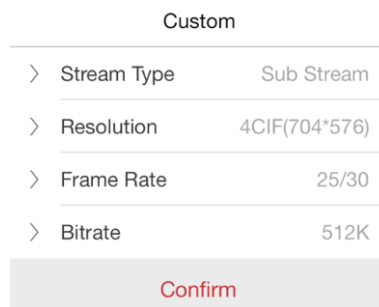 Custom
Stream Type Sub Stream
Resolution 4CIF(704*576)
Frame Rate 25/30
Bitrate 512K
Confirm